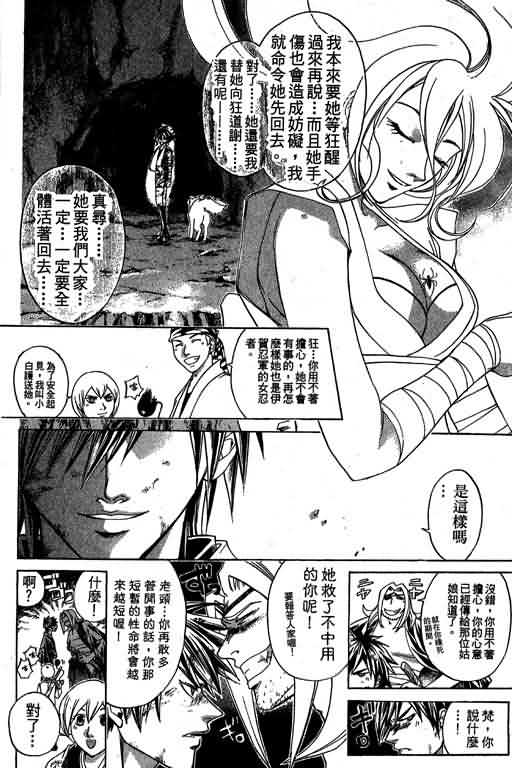 我本來要她等狂醒
過來再說…而且她手
傷也會造成妨礙，我
就命令她先回去。
對了……她還要我
替她向狂道謝…
還有呢———
真尋……
她要我們大家…
一定…一定要全
體活著回去……
狂…你用不著
擔心，她不會
有事的，再怎
麼樣她也是伊
賀忍軍的女忍
者。
為了安全起
見，我叫小
白護送她。
是這樣嗎
沒錯，你用不著
擔心，你的心意
已經傳給那位姑
娘知道了。
就在你瀕死
的期間。
梵，你
說什麼
！
她救了不中用
的你呢！
要報答人家喔！
老頭…你再敢多
管閒事的話，你那
短暫的性命將會越
來越短喔！
什麼！
啊？
對了…